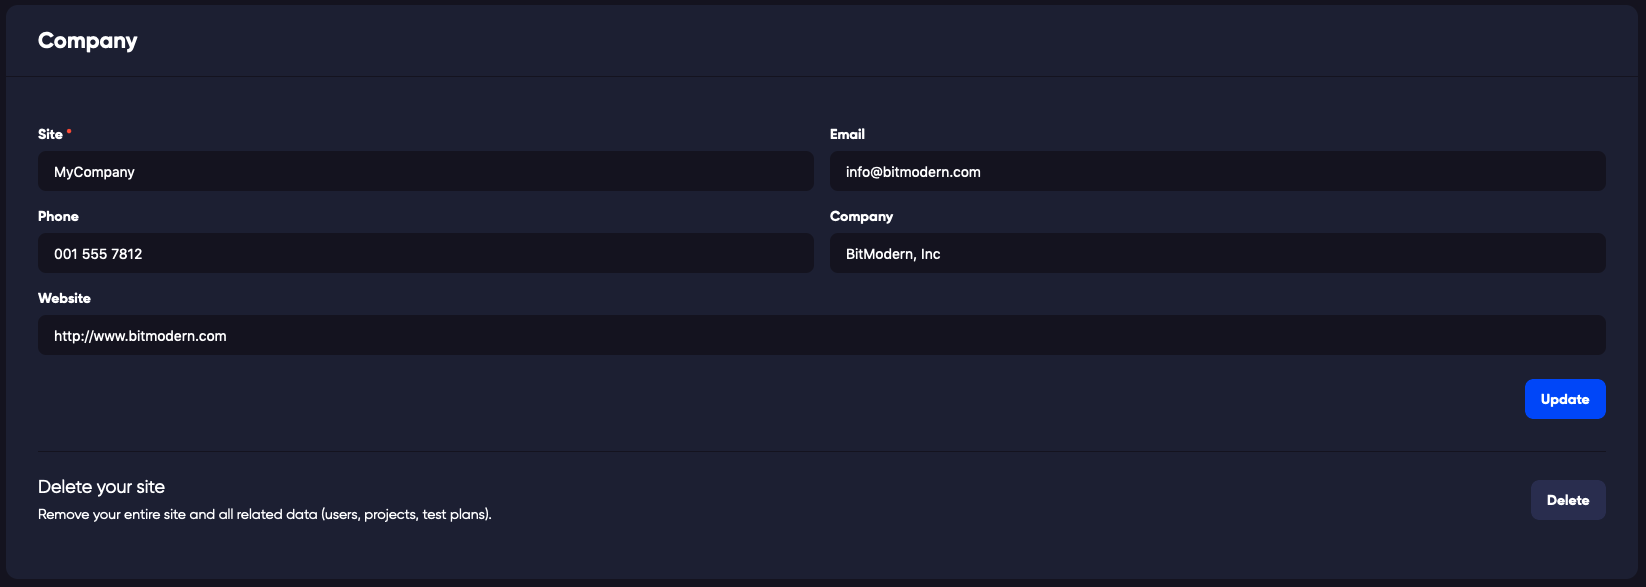 Company
Site *
Email
MyCompany
info@bitmodern.com
Phone
Company
001 555 7812
BitModern, Inc
Website
http://www.bitmodern.com
Update
Delete your site
Remove your entire site and all related data (users, projects, test plans).
Delete